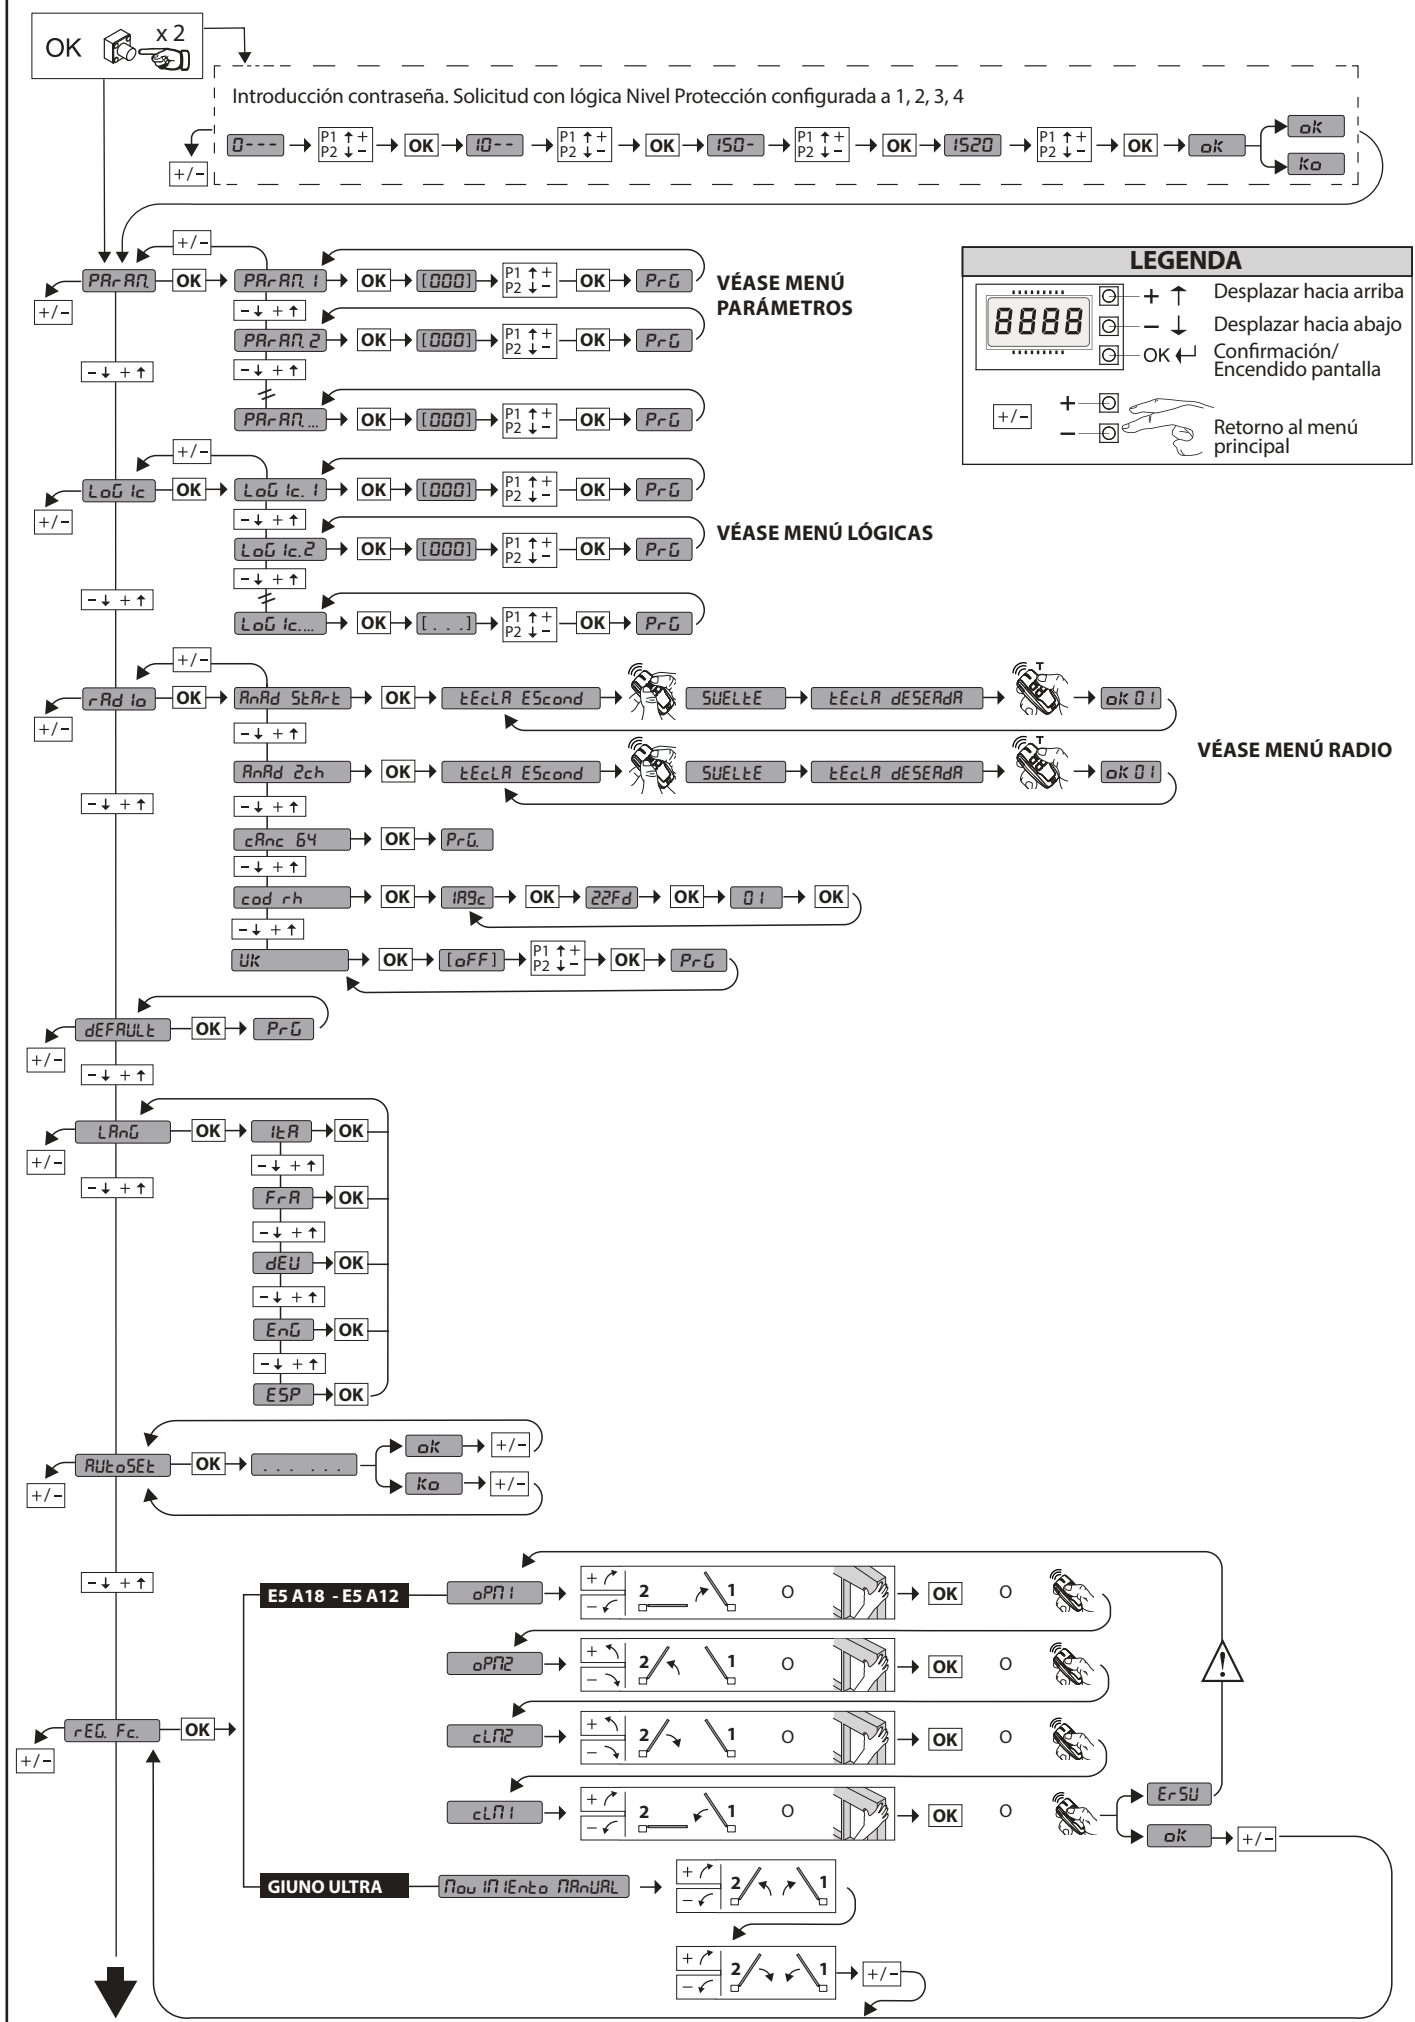 OK x 2
Introducción contraseña. Solicitud con lógica Nivel Protección configurada a 1, 2, 3, 4
0--- P1 ↑ + P2 ↓ - OK 10-- P1 ↑ + P2 ↓ - OK 150- P1 ↑ + P2 ↓ - OK 1520 P1 ↑ + P2 ↓ - OK oK oK
Ko
+/-
+/-
PArAM. OK PArAM. 1 OK [000] P1 ↑ + P2 ↓ - OK PrG
+/-
- ↓ + ↑
VÉASE MENÚ
PARÁMETROS
PArAM. 2 OK [000] P1 ↑ + P2 ↓ - OK PrG
- ↓ + ↑
- ↓ + ↑
PArAM. ... OK [000] P1 ↑ + P2 ↓ - OK PrG
LEGENDA
8888
+ ↑ Desplazar hacia arriba
- ↓ Desplazar hacia abajo
OK Confirmación/
Encendido pantalla
+/- + -
Retorno al menú
principal
+/-
LoGIc OK LoGIc. 1 OK [000] P1 ↑ + P2 ↓ - OK PrG
+/-
- ↓ + ↑
VÉASE MENÚ LÓGICAS
LoGIc.2 OK [000] P1 ↑ + P2 ↓ - OK PrG
- ↓ + ↑
- ↓ + ↑
LoGIc.... OK [. . .] P1 ↑ + P2 ↓ - OK PrG
+/-
rAdIo OK AnAd StArt OK tEcLA EScond SUELtE tEcLA dESEAdA T oK 01
+/-
- ↓ + ↑
VÉASE MENÚ RADIO
AnAd 2ch OK tEcLA EScond SUELtE tEcLA dESEAdA T oK 01
- ↓ + ↑
- ↓ + ↑
cAnc 64 OK PrG.
- ↓ + ↑
cod rh OK 1A9c OK 22Fd OK 01 OK
- ↓ + ↑
UK OK [oFF] P1 ↑ + P2 ↓ - OK PrG
dEFAULt OK PrG
+/-
- ↓ + ↑
LAnG OK ItA OK
+/-
- ↓ + ↑
- ↓ + ↑
FrA OK
- ↓ + ↑
dEU OK
- ↓ + ↑
EnG OK
- ↓ + ↑
ESP OK
AUtoSEt OK . . . . . . oK +/-
Ko +/-
+/-
- ↓ + ↑
E5 A18 - E5 A12 oPM1 + - 2 1 O OK O
oPM2 + - 2 1 O OK O
!
rEG. Fc. OK
+/-
cLM2 + - 2 1 O OK O
cLM1 + - 2 1 O OK O
Er5U
oK +/-
GIUNO ULTRA MovIMIEnto MAnUAL + - 2 1
+ - 2 1 +/-